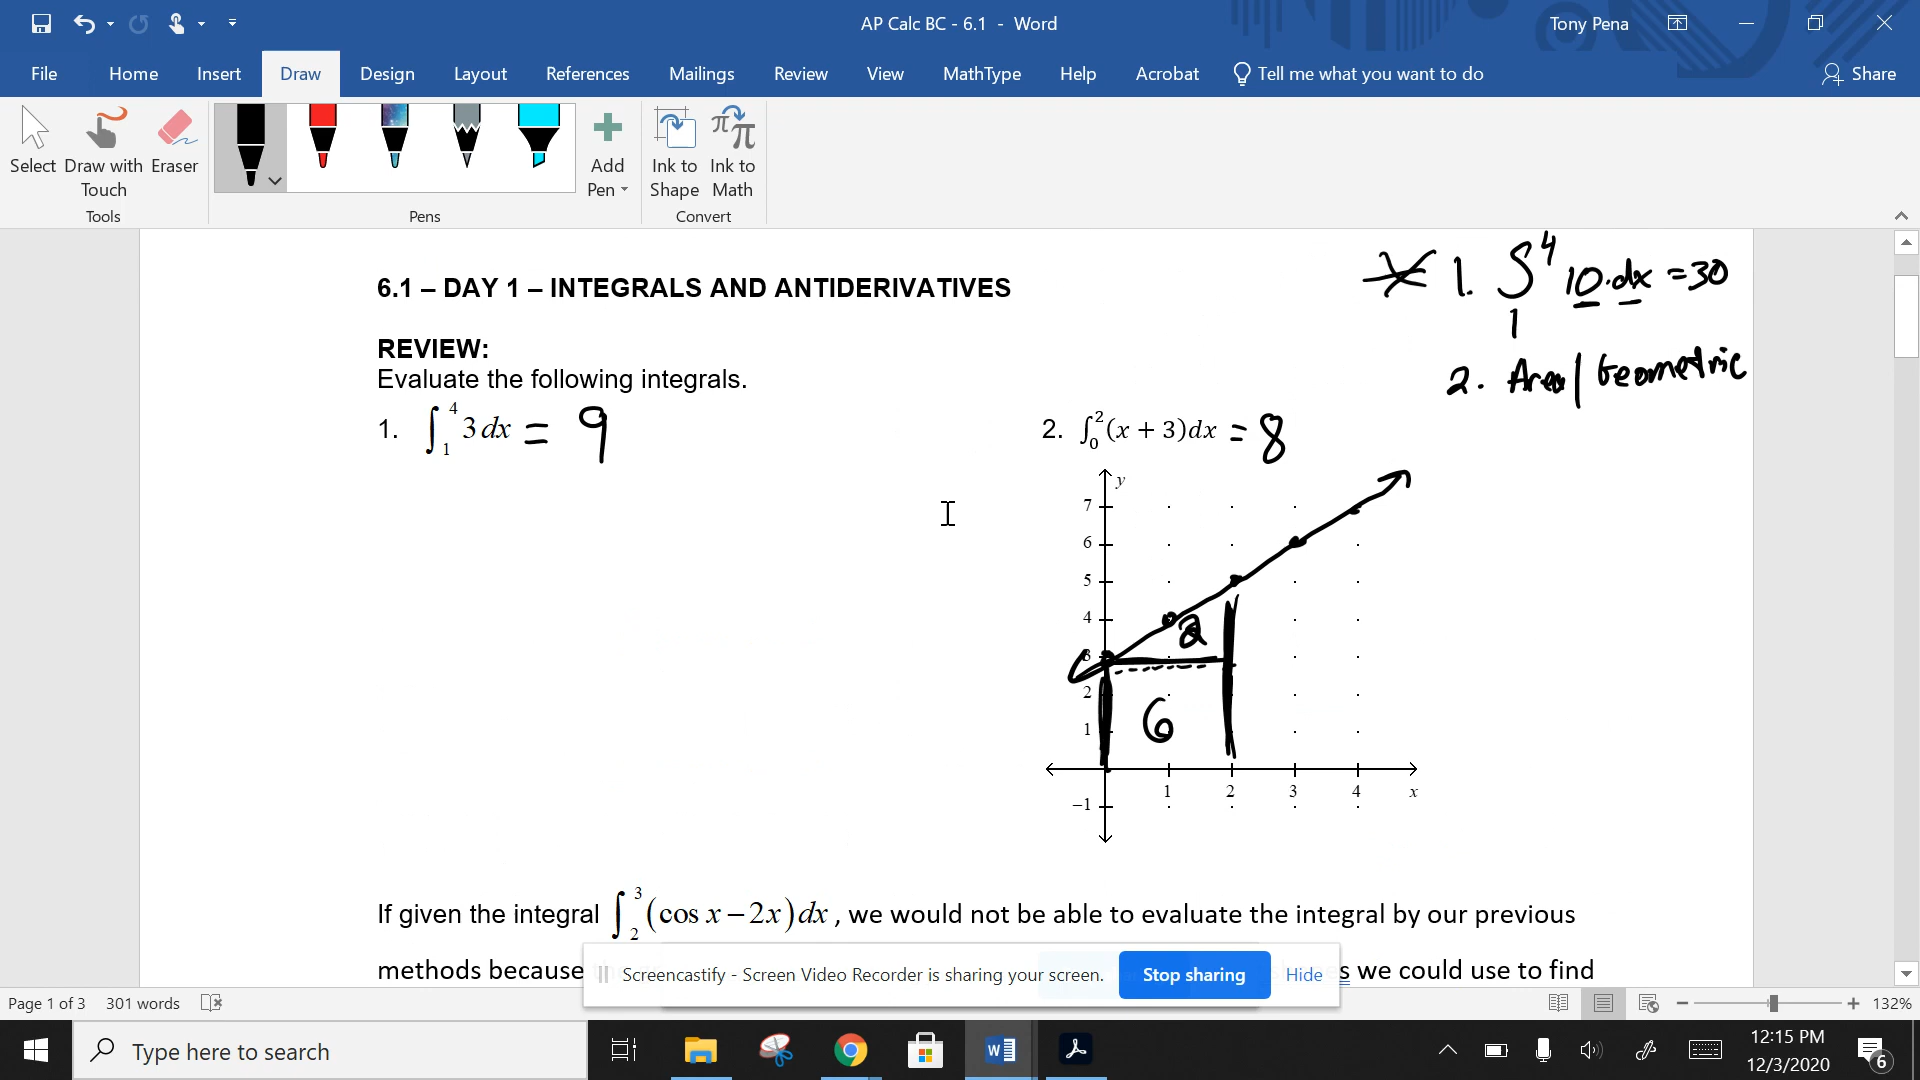 AP Calc BC - 6.1 - Word
Tony Pena
File Home Insert Draw Design Layout References Mailings Review View MathType Help Acrobat Tell me what you want to do Share
Select Draw with Touch Eraser Add Pen Ink to Shape Ink to Math
Tools Pens Convert
6.1 – DAY 1 – INTEGRALS AND ANTIDERIVATIVES
1. ∫₁⁴ 10·dx = 30
2. Area | Geometric
REVIEW:
Evaluate the following integrals.
1. ∫₁⁴ 3 dx = 9
2. ∫₀²(x + 3)dx = 8
y
7
6
5
4
3
2
1
−1
2
6
1 2 3 4 x
If given the integral ∫₂³ (cos x − 2x) dx , we would not be able to evaluate the integral by our previous
methods because
s we could use to find
Screencastify - Screen Video Recorder is sharing your screen. Stop sharing Hide
Page 1 of 3 301 words 132%
Type here to search
12:15 PM
12/3/2020
6